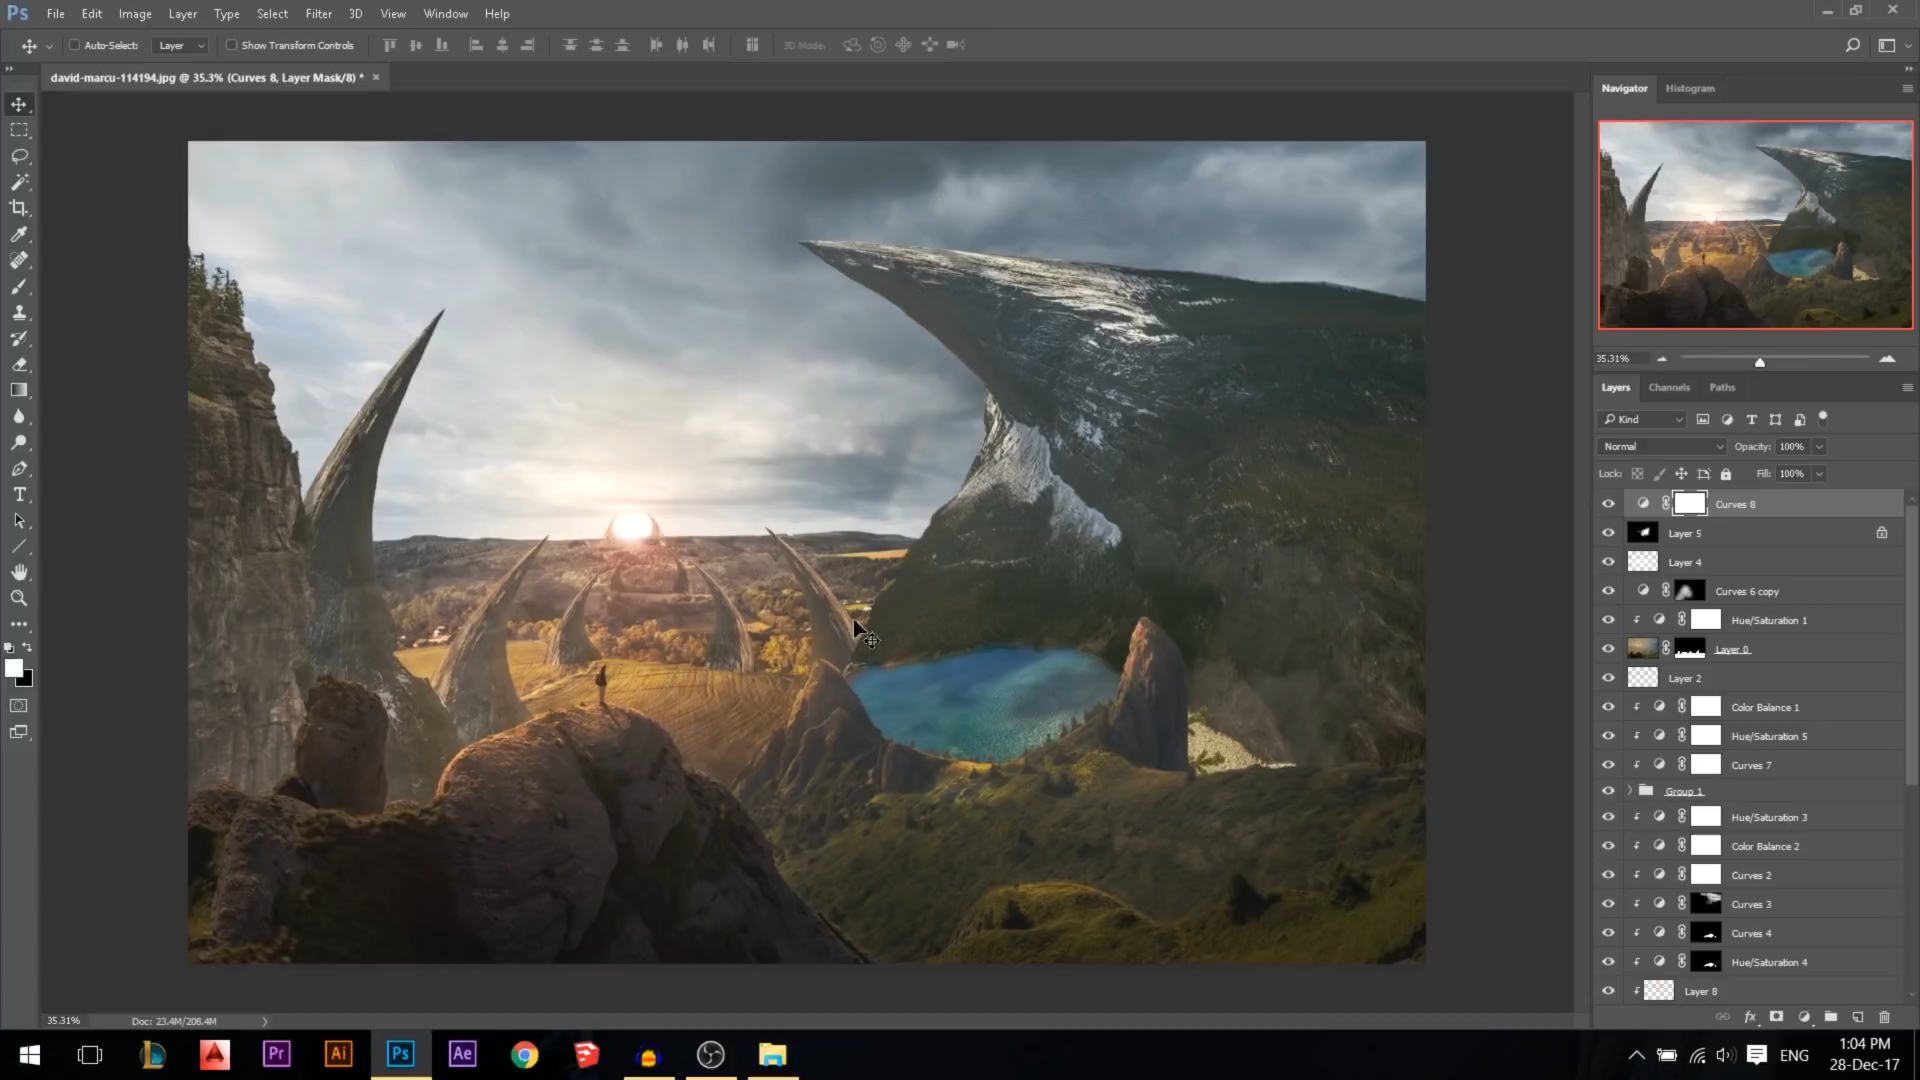 Ps File Edit Image Layer Type Select Filter 3D View Window Help
Auto-Select: Layer Show Transform Controls 3D Mode:
david-marcu-114194.jpg @ 35.3% (Curves 8, Layer Mask/8) * ×
Navigator Histogram
35.31%
Layers Channels Paths
Kind
Normal Opacity: 100%
Lock: Fill: 100%
Curves 8
Layer 5
Layer 4
Curves 6 copy
Hue/Saturation 1
Layer 0
Layer 2
Color Balance 1
Hue/Saturation 5
Curves 7
Group 1
Hue/Saturation 3
Color Balance 2
Curves 2
Curves 3
Curves 4
Hue/Saturation 4
Layer 8
fx
35.31% Doc: 23.4M/208.4M
Pr Ai Ps Ae ENG
1:04 PM
28-Dec-17